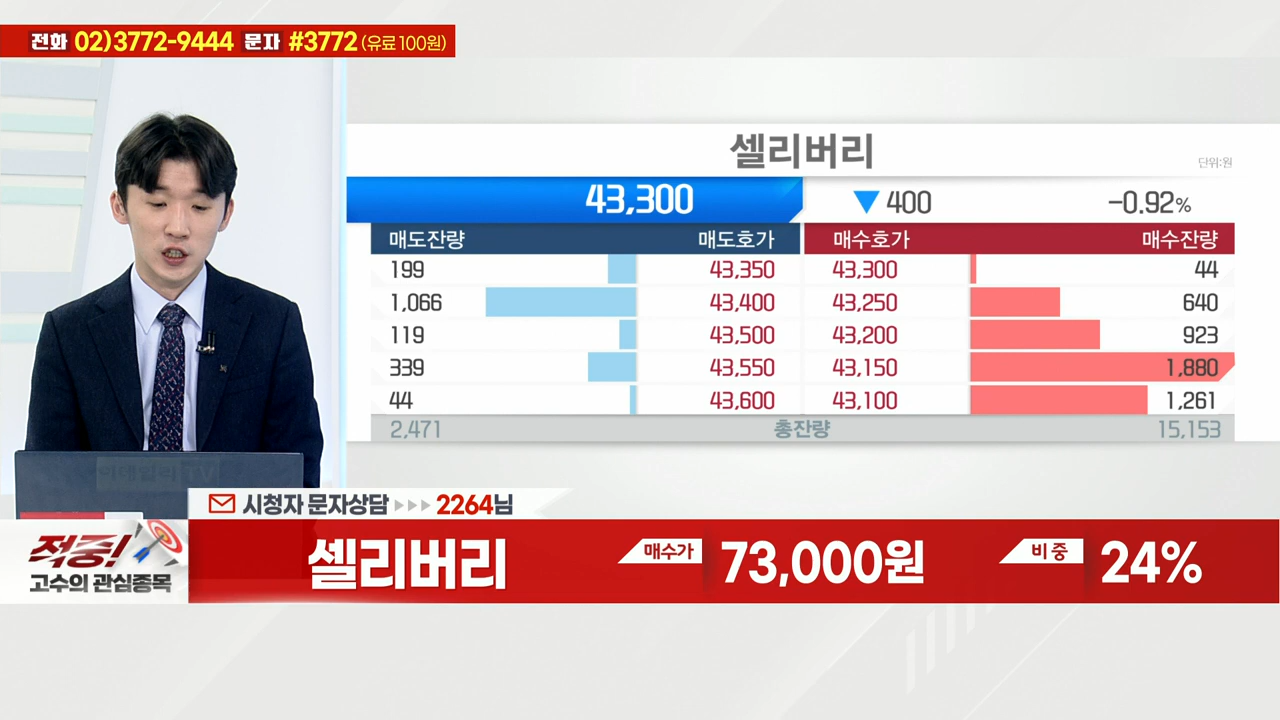 전화 02)3772-9444 문자 #3772 (유료 100원)
셀리버리
단위:원
43,300 ▼ 400 -0.92%
매도잔량 매도호가 매수호가 매수잔량
199 43,350 43,300 44
1,066 43,400 43,250 640
119 43,500 43,200 923
339 43,550 43,150 1,880
44 43,600 43,100 1,261
2,471 총잔량 15,153
이데일리 TV
시청자 문자상담 ▶▶▶ 2264님
적중!
고수의 관심종목
셀리버리 매수가 73,000원 비중 24%